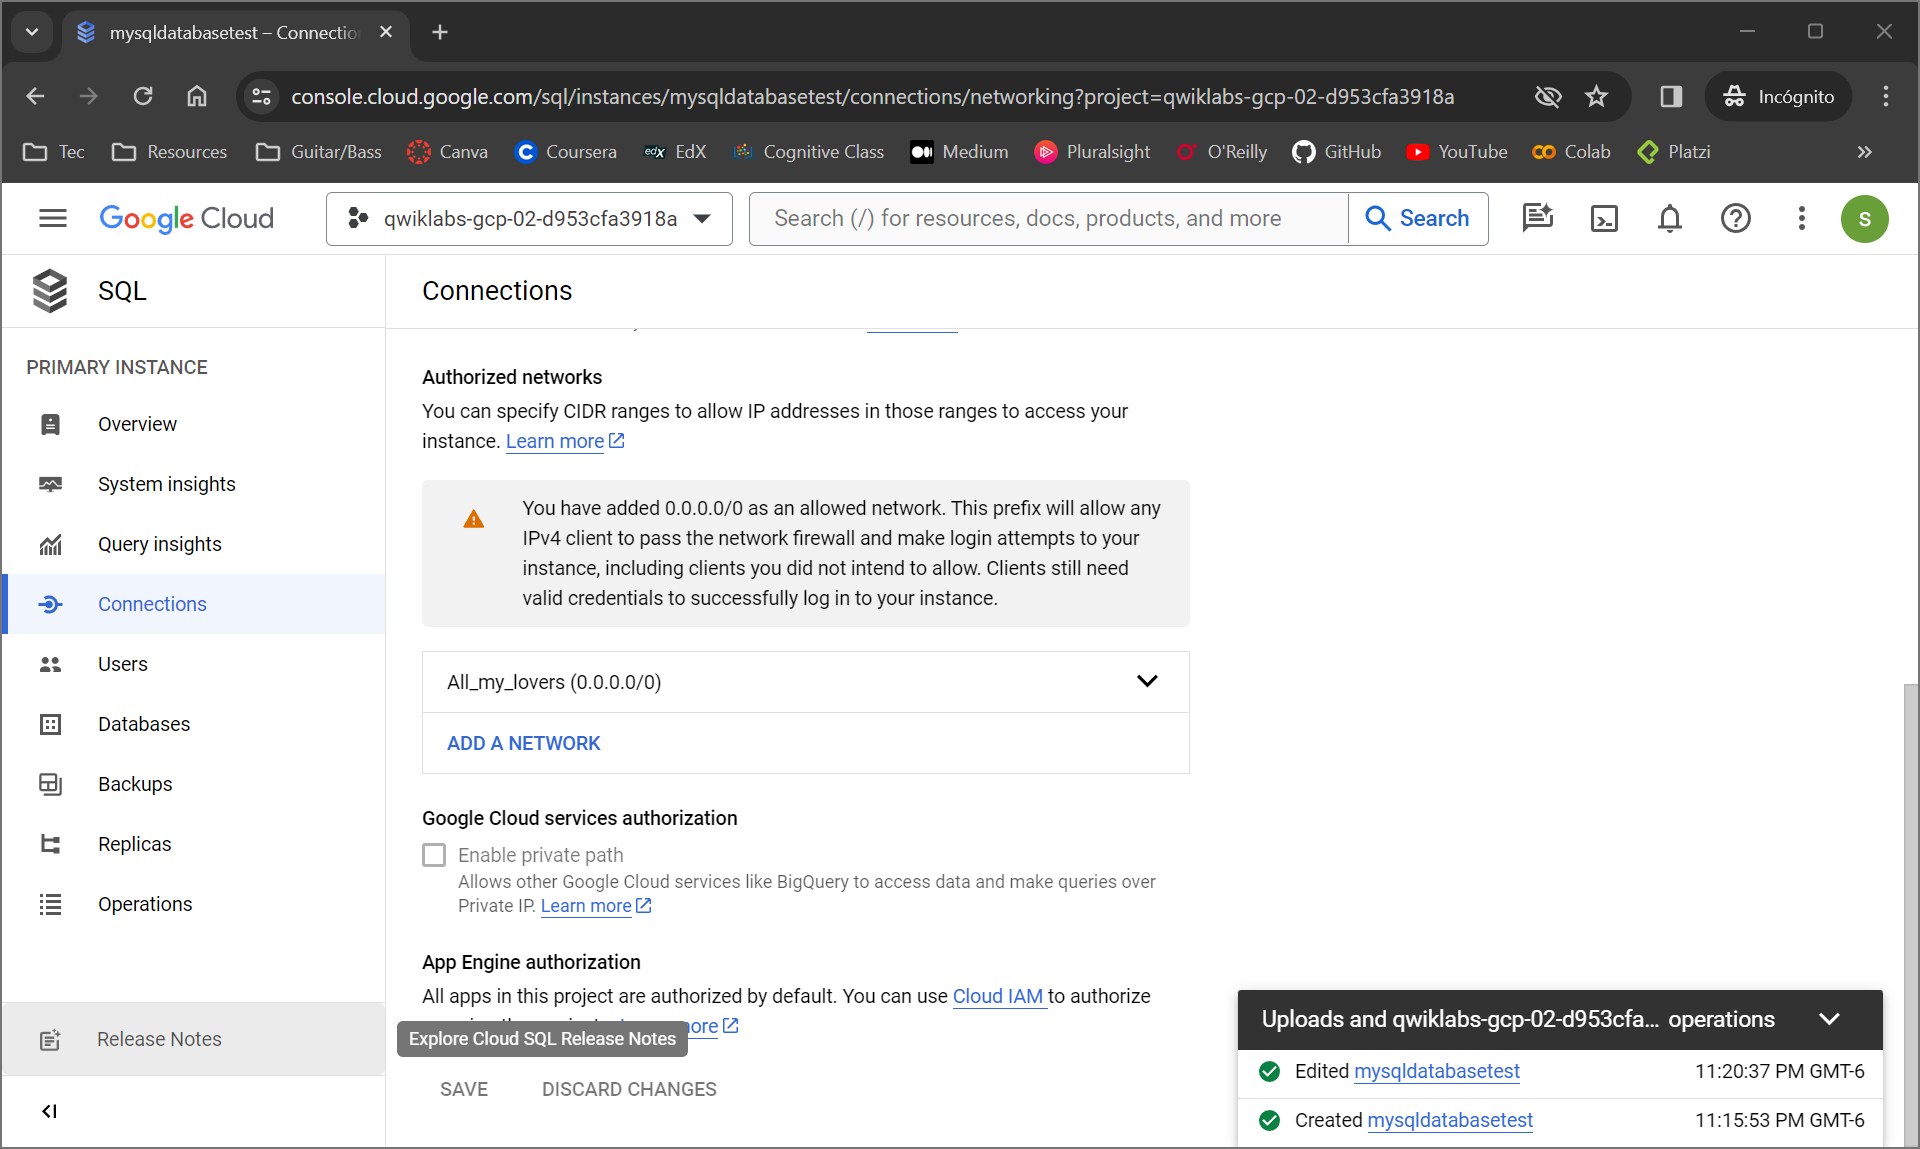 mysqldatabasetest – Connectio
console.cloud.google.com/sql/instances/mysqldatabasetest/connections/networking?project=qwiklabs-gcp-02-d953cfa3918a
Incógnito
Tec
Resources
Guitar/Bass
Canva
Coursera
edX EdX
Cognitive Class
Medium
Pluralsight
O'Reilly
GitHub
YouTube
Colab
Platzi
Google Cloud
qwiklabs-gcp-02-d953cfa3918a
Search (/) for resources, docs, products, and more
Search
S
SQL
Connections
PRIMARY INSTANCE
Overview
System insights
Query insights
Connections
Users
Databases
Backups
Replicas
Operations
Release Notes
Authorized networks
You can specify CIDR ranges to allow IP addresses in those ranges to access your
instance. Learn more
You have added 0.0.0.0/0 as an allowed network. This prefix will allow any
IPv4 client to pass the network firewall and make login attempts to your
instance, including clients you did not intend to allow. Clients still need
valid credentials to successfully log in to your instance.
All_my_lovers (0.0.0.0/0)
ADD A NETWORK
Google Cloud services authorization
Enable private path
Allows other Google Cloud services like BigQuery to access data and make queries over
Private IP. Learn more
App Engine authorization
All apps in this project are authorized by default. You can use Cloud IAM to authorize
Explore Cloud SQL Release Notes
SAVE
DISCARD CHANGES
Uploads and qwiklabs-gcp-02-d953cfa... operations
Edited mysqldatabasetest 11:20:37 PM GMT-6
Created mysqldatabasetest 11:15:53 PM GMT-6